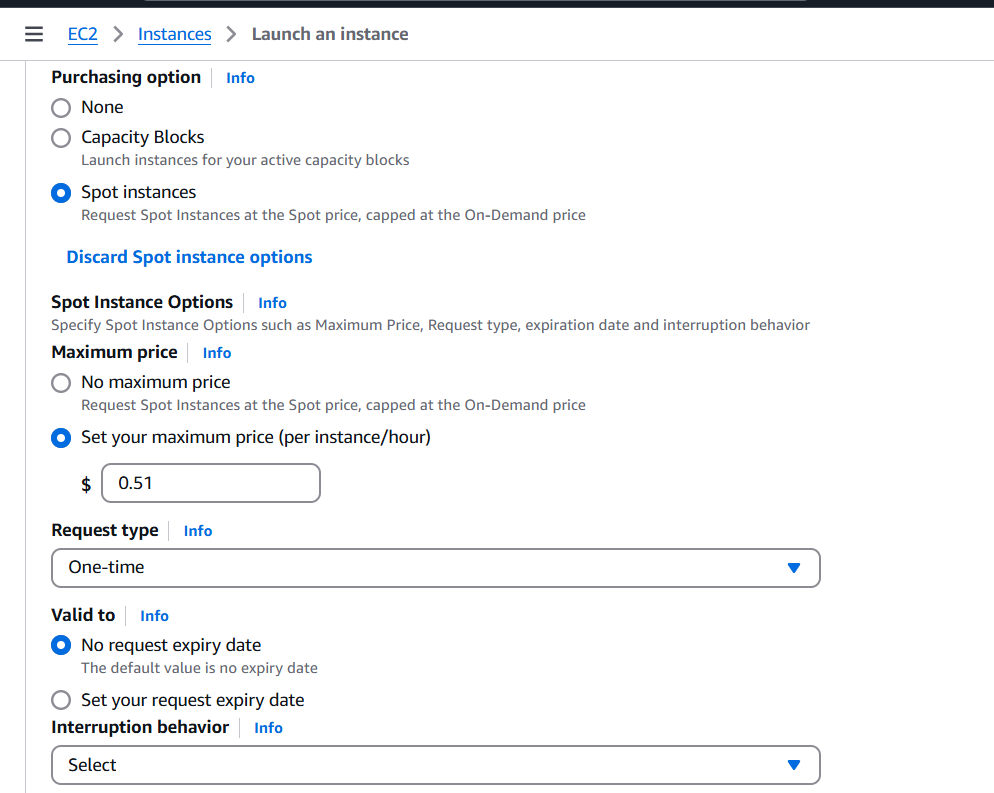 EC2 > Instances > Launch an instance
Purchasing option | Info
None
Capacity Blocks
Launch instances for your active capacity blocks
Spot instances
Request Spot Instances at the Spot price, capped at the On-Demand price
Discard Spot instance options
Spot Instance Options | Info
Specify Spot Instance Options such as Maximum Price, Request type, expiration date and interruption behavior
Maximum price | Info
No maximum price
Request Spot Instances at the Spot price, capped at the On-Demand price
Set your maximum price (per instance/hour)
$ 0.51
Request type | Info
One-time
Valid to | Info
No request expiry date
The default value is no expiry date
Set your request expiry date
Interruption behavior | Info
Select